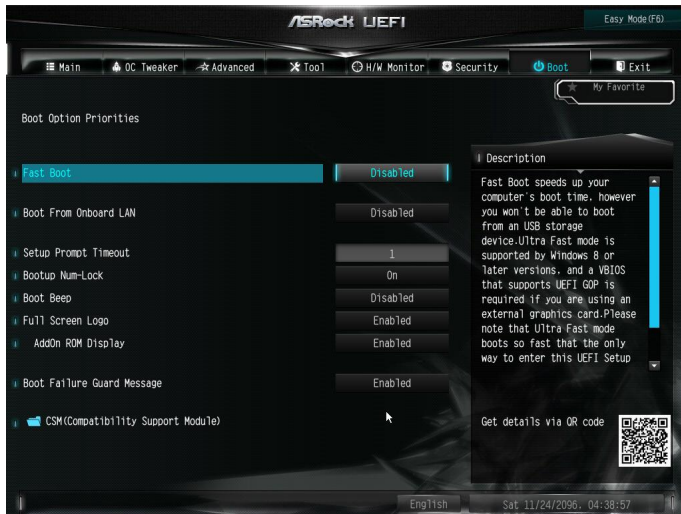 ASRock UEFI
Easy Mode(F6)
Main
OC Tweaker
Advanced
Tool
H/W Monitor
Security
Boot
Exit
My Favorite
Boot Option Priorities
Fast Boot Disabled
Boot From Onboard LAN Disabled
Setup Prompt Timeout 1
Bootup Num-Lock On
Boot Beep Disabled
Full Screen Logo Enabled
AddOn ROM Display Enabled
Boot Failure Guard Message Enabled
CSM(Compatibility Support Module)
Description
Fast Boot speeds up your
computer's boot time, however
you won't be able to boot
from an USB storage
device.Ultra Fast mode is
supported by Windows 8 or
later versions, and a VBIOS
that supports UEFI GOP is
required if you are using an
external graphics card.Please
note that Ultra Fast mode
boots so fast that the only
way to enter this UEFI Setup
Get details via QR code
English
Sat 11/24/2096, 04:38:57